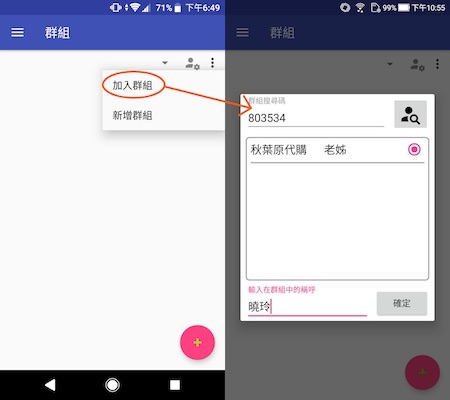 71% 下午6:49
群組
加入群組
新增群組
99% 下午10:55
群組
群組搜尋碼
803534
秋葉原代購 老姊
輸入在群組中的稱呼
曉玲
確定